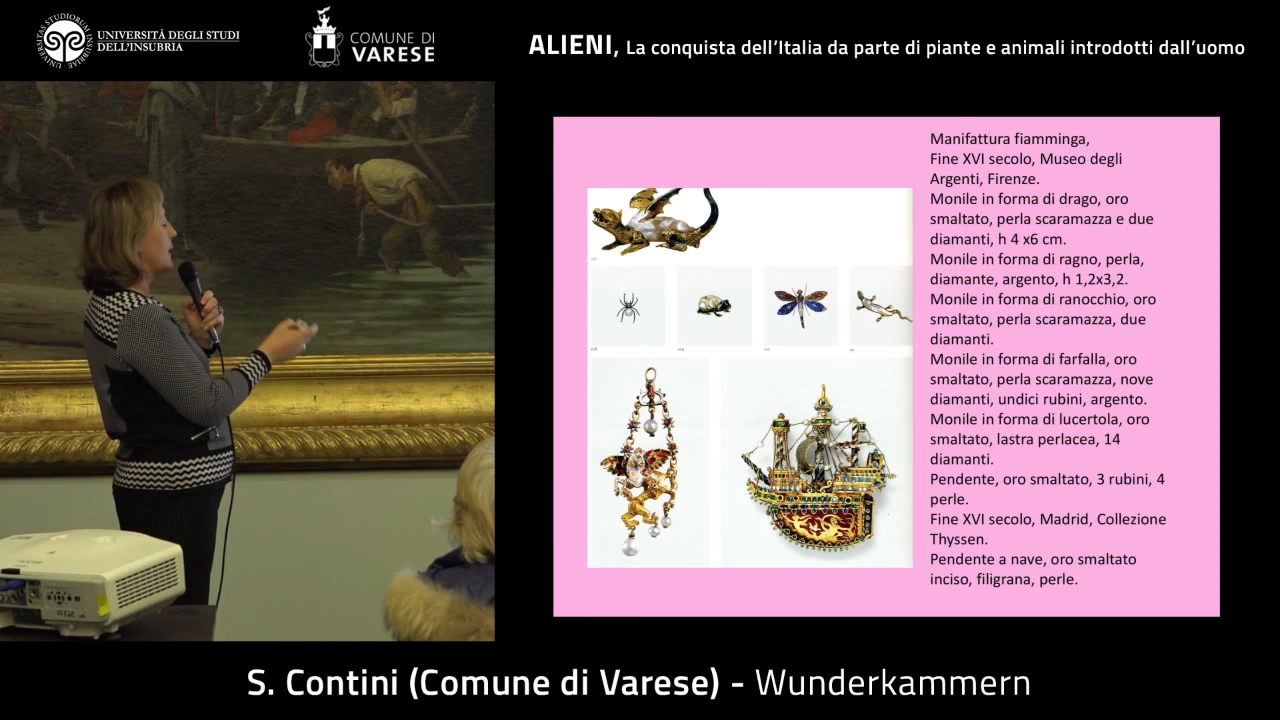 UNIVERSITÀ DEGLI STUDI
DELL'INSUBRIA
COMUNE DI
VARESE
ALIENI, La conquista dell'Italia da parte di piante e animali introdotti dall'uomo
Manifattura fiamminga,
Fine XVI secolo, Museo degli
Argenti, Firenze.
Monile in forma di drago, oro
smaltato, perla scaramazza e due
diamanti, h 4 x6 cm.
Monile in forma di ragno, perla,
diamante, argento, h 1,2x3,2.
Monile in forma di ranocchio, oro
smaltato, perla scaramazza, due
diamanti.
Monile in forma di farfalla, oro
smaltato, perla scaramazza, nove
diamanti, undici rubini, argento.
Monile in forma di lucertola, oro
smaltato, lastra perlacea, 14
diamanti.
Pendente, oro smaltato, 3 rubini, 4
perle.
Fine XVI secolo, Madrid, Collezione
Thyssen.
Pendente a nave, oro smaltato
inciso, filigrana, perle.
S. Contini (Comune di Varese) - Wunderkammern